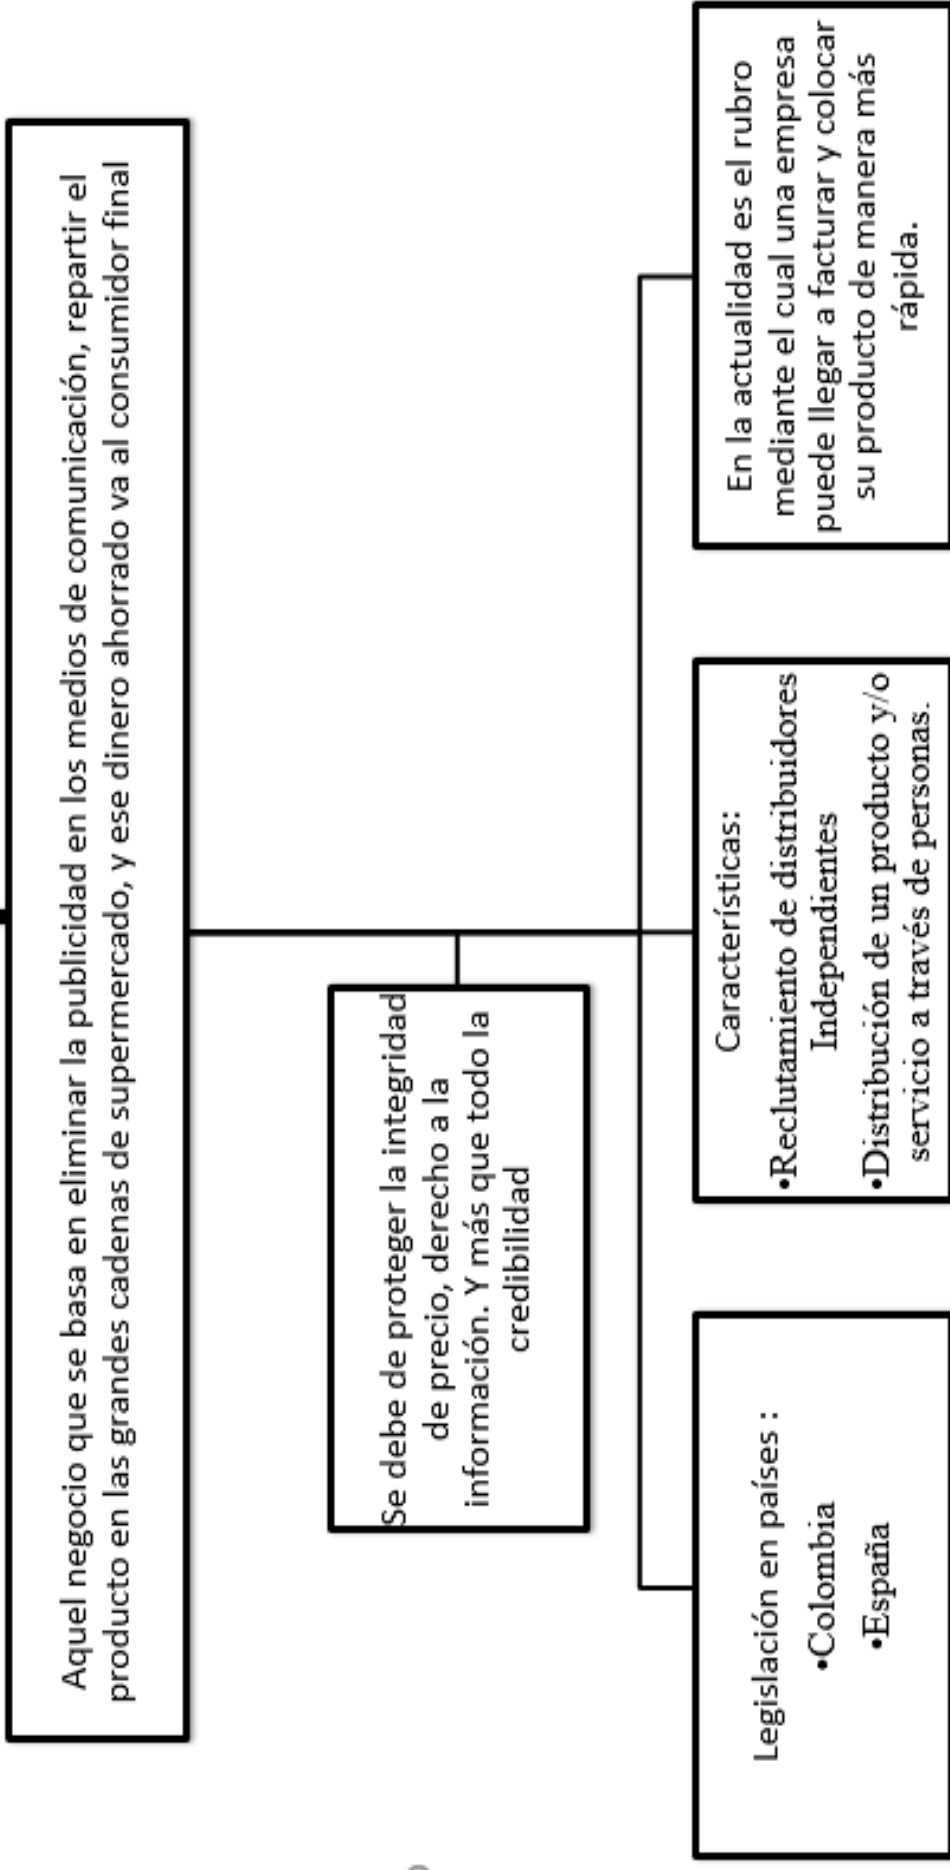 Aquel negocio que se basa en eliminar la publicidad en los medios de comunicación, repartir el
producto en las grandes cadenas de supermercado, y ese dinero ahorrado va al consumidor final
Se debe de proteger la integridad
de precio, derecho a la
información. Y más que todo la
credibilidad
Legislación en países :
•Colombia
•España
Características:
•Reclutamiento de distribuidores
Independientes
•Distribución de un producto y/o
servicio a través de personas.
En la actualidad es el rubro
mediante el cual una empresa
puede llegar a facturar y colocar
su producto de manera más
rápida.